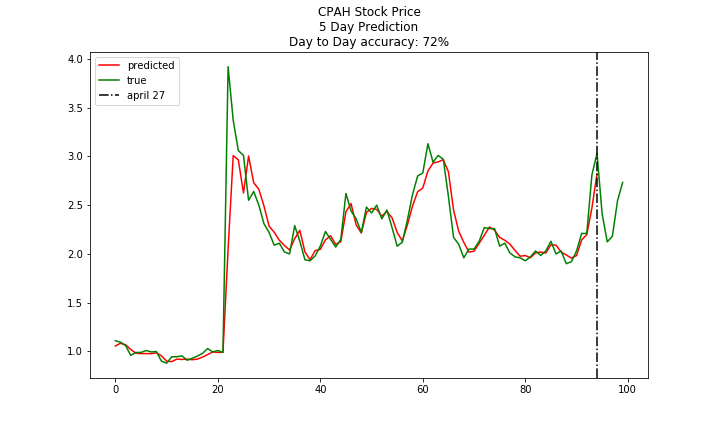 CPAH Stock Price
5 Day Prediction
Day to Day accuracy: 72%
predicted
true
april 27
4.0
3.5
3.0
2.5
2.0
1.5
1.0
0 20 40 60 80 100